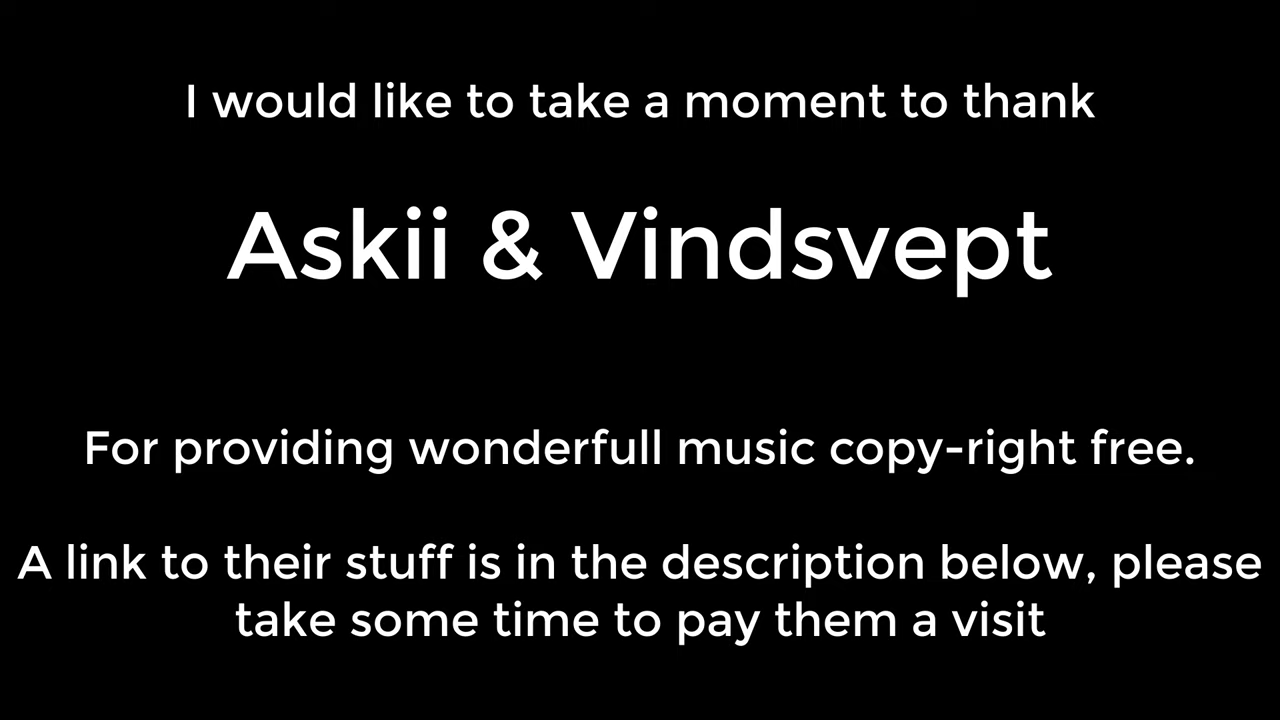 I would like to take a moment to thank
Askii & Vindsvept
For providing wonderfull music copy-right free.
A link to their stuff is in the description below, please
take some time to pay them a visit